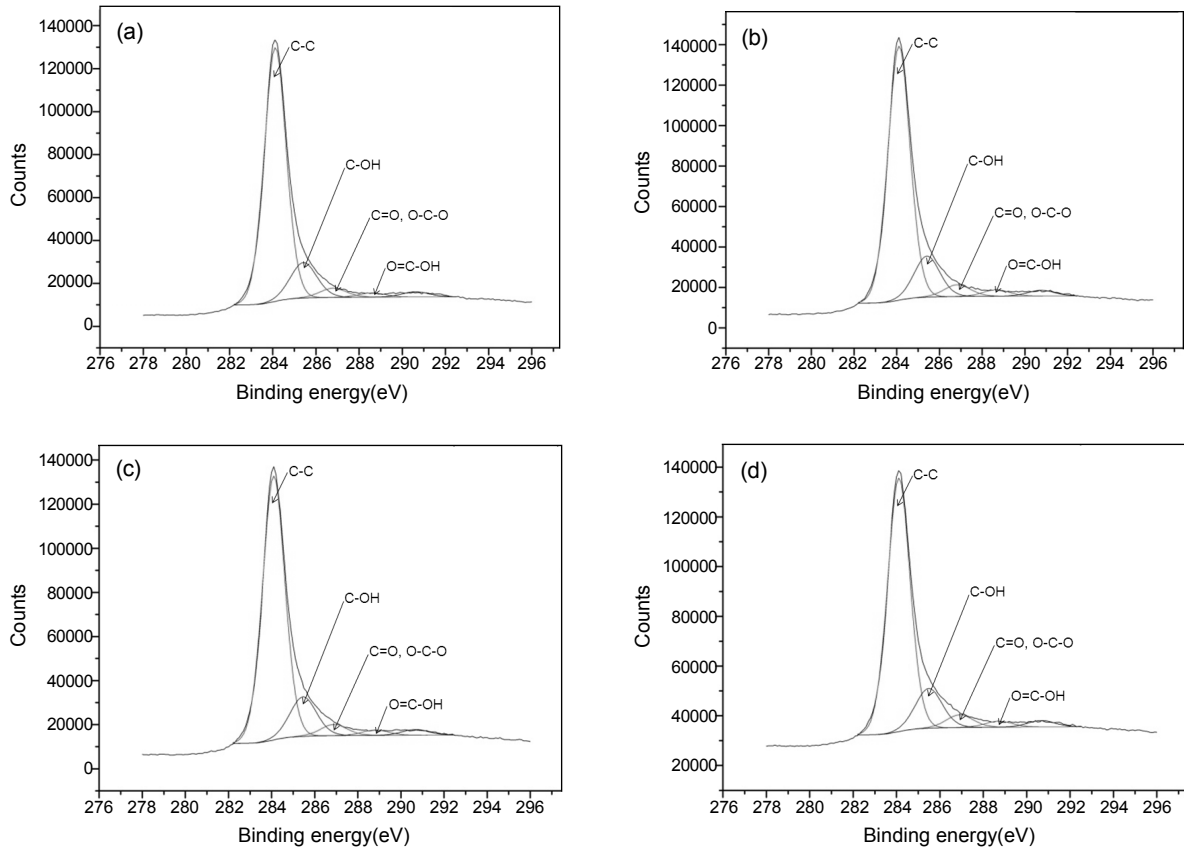 (a)
140000
120000
100000
80000
60000
40000
20000
0
Counts
C-C
C-OH
C=O, O-C-O
O=C-OH
276 278 280 282 284 286 288 290 292 294 296
Binding energy(eV)
(b)
140000
120000
100000
80000
60000
40000
20000
0
Counts
C-C
C-OH
C=O, O-C-O
O=C-OH
276 278 280 282 284 286 288 290 292 294 296
Binding energy(eV)
(c)
140000
120000
100000
80000
60000
40000
20000
0
Counts
C-C
C-OH
C=O, O-C-O
O=C-OH
276 278 280 282 284 286 288 290 292 294 296
Binding energy(eV)
(d)
140000
120000
100000
80000
60000
40000
20000
Counts
C-C
C-OH
C=O, O-C-O
O=C-OH
276 278 280 282 284 286 288 290 292 294 296
Binding energy(eV)